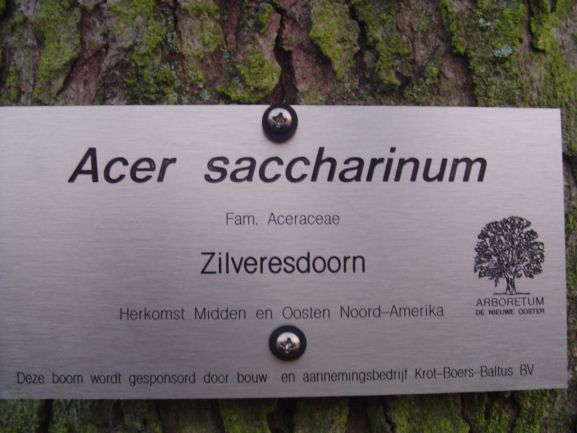 Acer saccharinum
Fam. Aceraceae
Zilveresdoorn
Herkomst Midden en Oosten Noord-Amerika
ARBORETUM
DE NIEUWE OOSTER
Deze boom wordt gesponsord door bouw- en aannemingsbedrijf Krot-Boers-Baltus BV